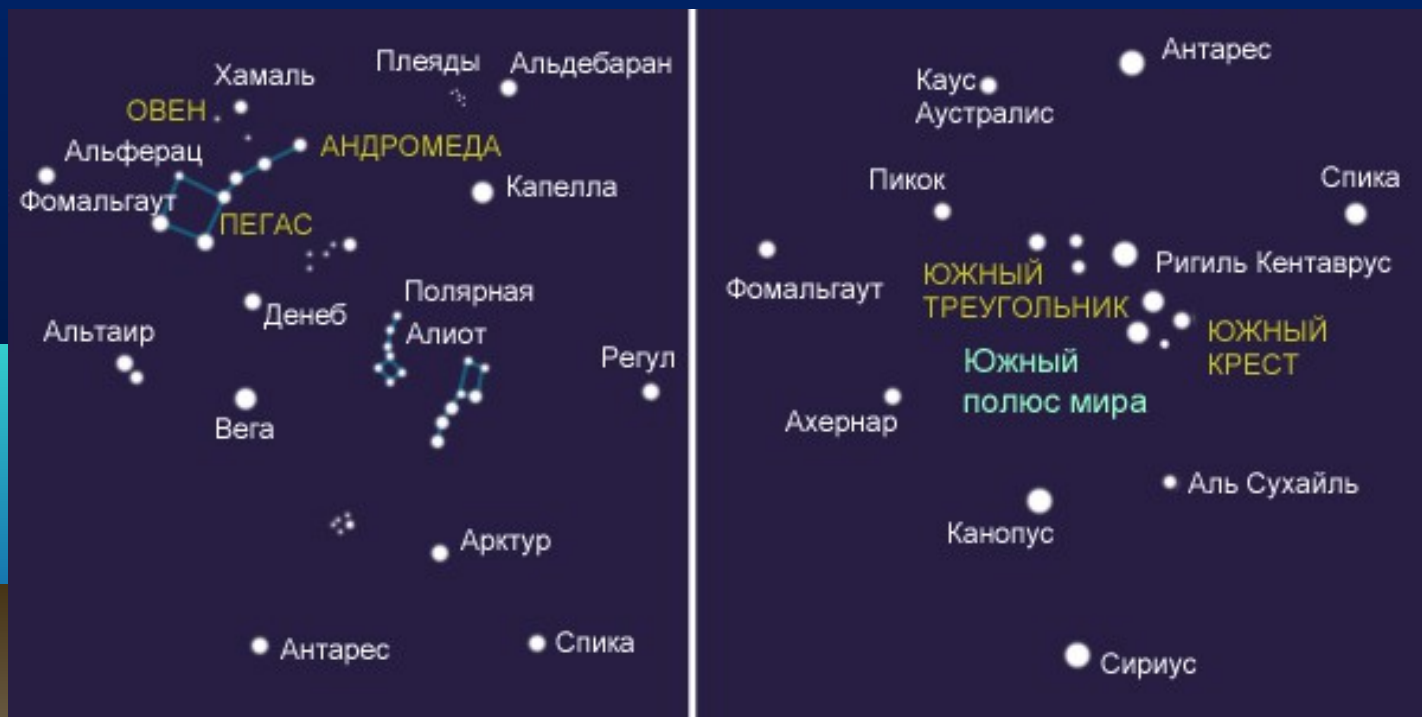 Хамаль
Плеяды
Альдебаран
ОВЕН
АНДРОМЕДА
Альферац
Капелла
Фомальгаут
ПЕГАС
Полярная
Денеб
Альтаир
Алиот
Регул
Вега
Арктур
Антарес
Спика
Антарес
Каус
Аустралис
Пикок
Спика
Ригиль Кентаврус
Фомальгаут
ЮЖНЫЙ
ТРЕУГОЛЬНИК
ЮЖНЫЙ
КРЕСТ
Южный
полюс мира
Ахернар
Аль Сухайль
Канопус
Сириус